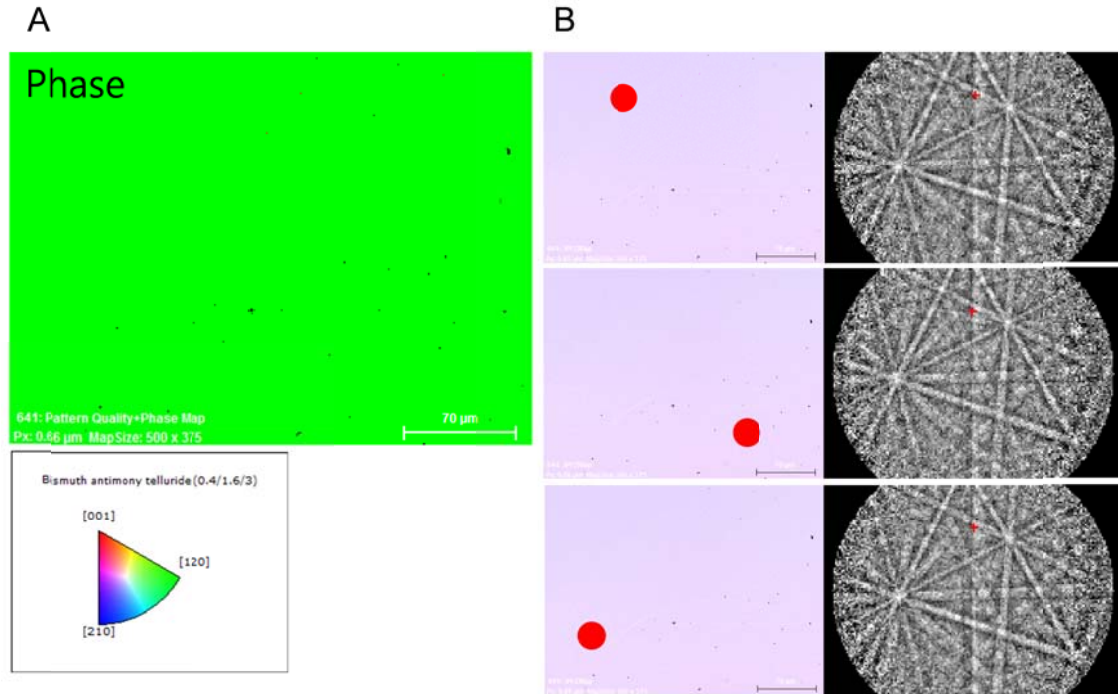 A
B
Phase
641: Pattern Quality+Phase Map
Px: 0.66 µm MapSize: 500 x 375
70 µm
Bismuth antimony telluride (0.4/1.6/3)
[001]
[120]
[210]